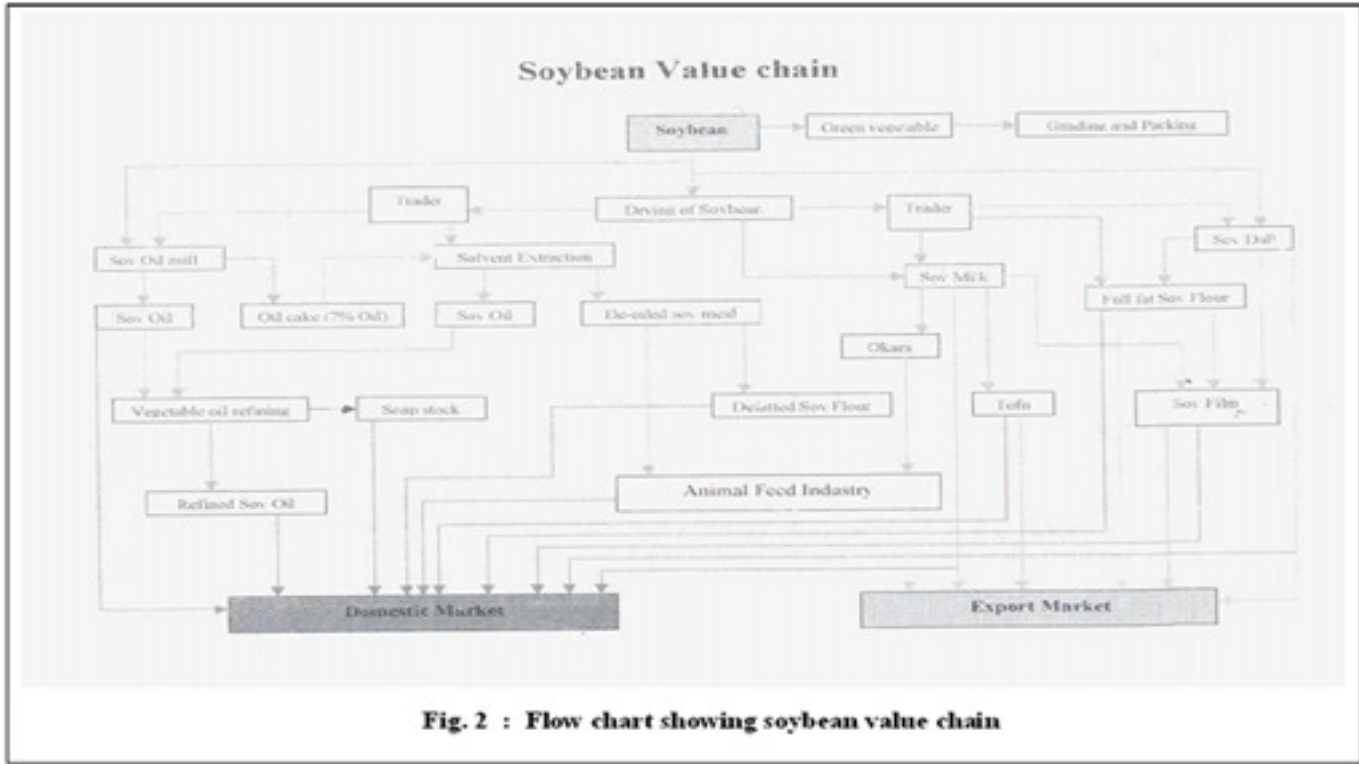 Soybean Value chain
Soybean
Green vegetable
Grading and Packing
Trader
Drying of Soybean
Trader
Soy Dall
Soy Oil mill
Solvent Extraction
Soy Milk
Full fat Soy Flour
Soy Oil
Oil cake (7% Oil)
Soy Oil
De-oiled soy meal
Okara
Vegetable oil refining
Soap stock
Defatted Soy Flour
Tofu
Soy Film
Refined Soy Oil
Animal Feed Industry
Domestic Market
Export Market
Fig. 2 : Flow chart showing soybean value chain